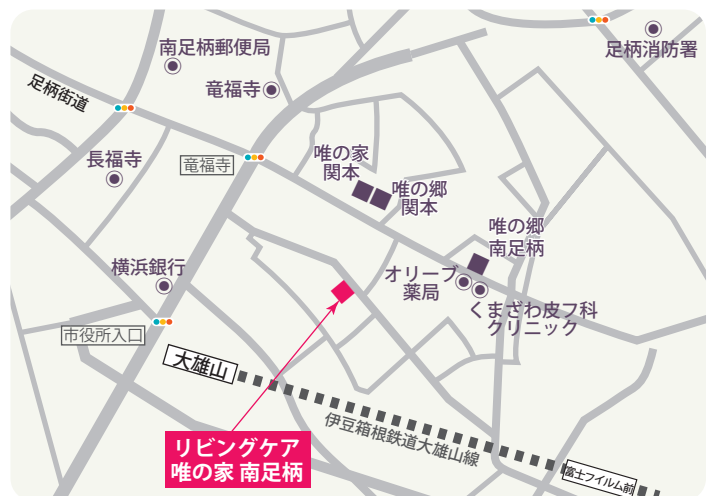 南足柄郵便局
足柄消防署
竜福寺
足柄街道
長福寺
竜福寺
唯の家
関本
唯の郷
関本
唯の郷
南足柄
横浜銀行
オリーブ
薬局
くまざわ皮フ科
クリニック
市役所入口
大雄山
伊豆箱根鉄道大雄山線
リビングケア
唯の家 南足柄
富士フイルム前